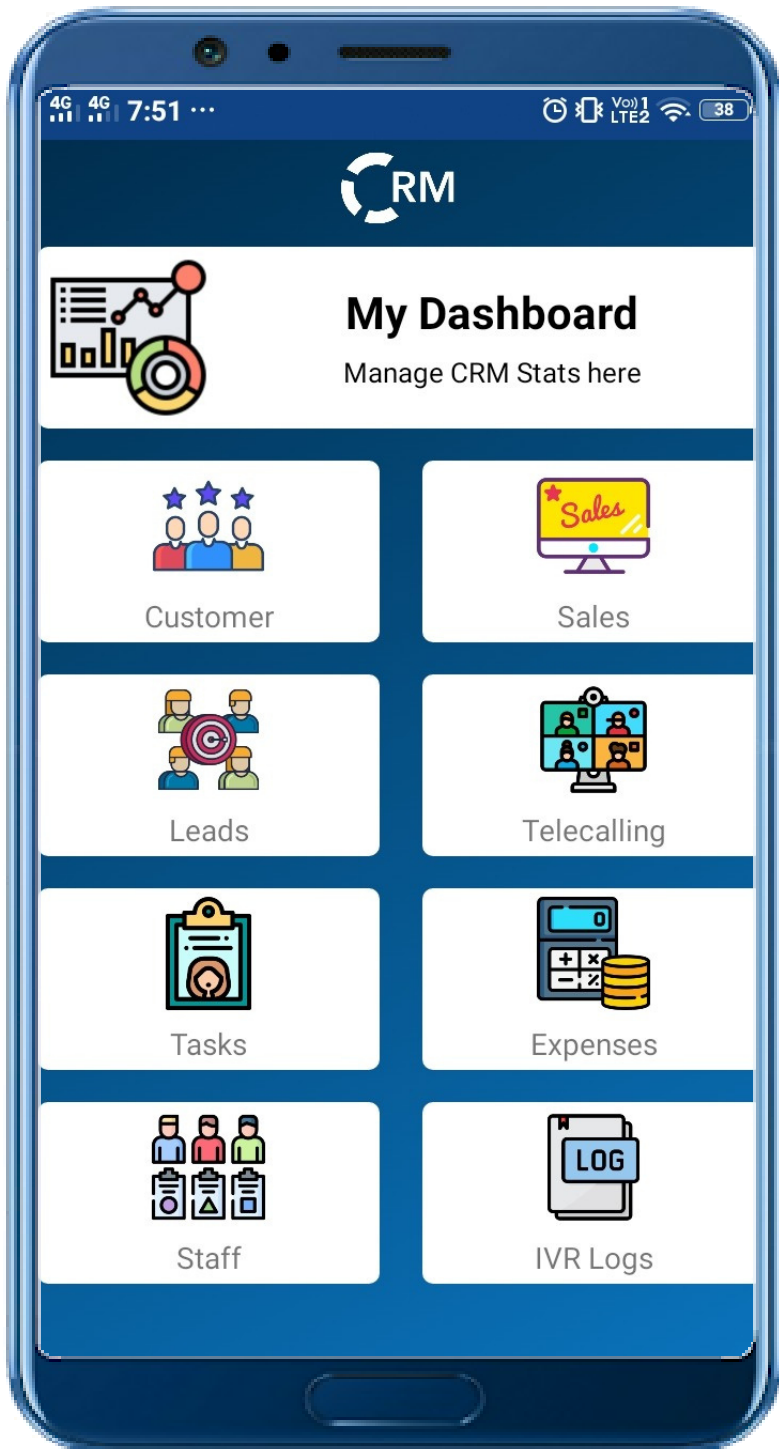 4G 4G 7:51 ... Vo)) 1 LTE2 38
CRM
My Dashboard
Manage CRM Stats here
Sales
Customer Sales
Leads Telecalling
0
+ ×
− %
Tasks Expenses
LOG
Staff IVR Logs